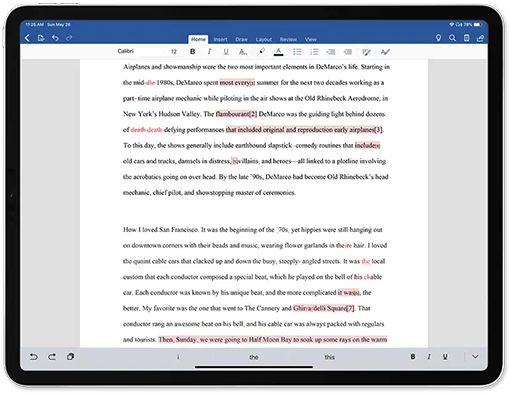 11:25 AM Tue May 26
78%
Home Insert Draw Layout Review View
Calibri 12 B I U A A
Airplanes and showmanship were the two most important elements in DeMarco's life. Starting in
the mid-die 1980s, DeMarco spent most every summer for the next two decades working as a
part-time airplane mechanic while piloting in the air shows at the Old Rhinebeck Aerodrome, in
New York's Hudson Valley. The flambourant[2] DeMarco was the guiding light behind dozens
of death death-defying performances that included original and reproduction early airplanes[3].
To this day, the shows generally include earthbound slapstick-comedy routines that include
old cars and trucks, damsels in distress, villains, and heroes—all linked to a plotline involving
the acrobatics going on over head. By the late '90s, DeMarco had become Old Rhinebeck's head
mechanic, chief pilot, and showstopping master of ceremonies.
How I loved San Francisco. It was the beginning of the '70s, yet hippies were still hanging out
on downtown corners with their beads and music, wearing flower garlands in their hair. I loved
the quaint cable cars that clacked up and down the busy, steeply-angled streets. It was the local
custom that each conductor composed a special beat, which he played on the bell of his cable
car. Each conductor was known by his unique beat, and the more complicated it was, the
better. My favorite was the one that went to The Cannery and Ghirardelli Square[7]. That
conductor rang an awesome beat on his bell, and his cable car was always packed with regulars
and tourists. Then, Sunday, we were going to Half Moon Bay to soak up some rays on the warm
i the this B I U